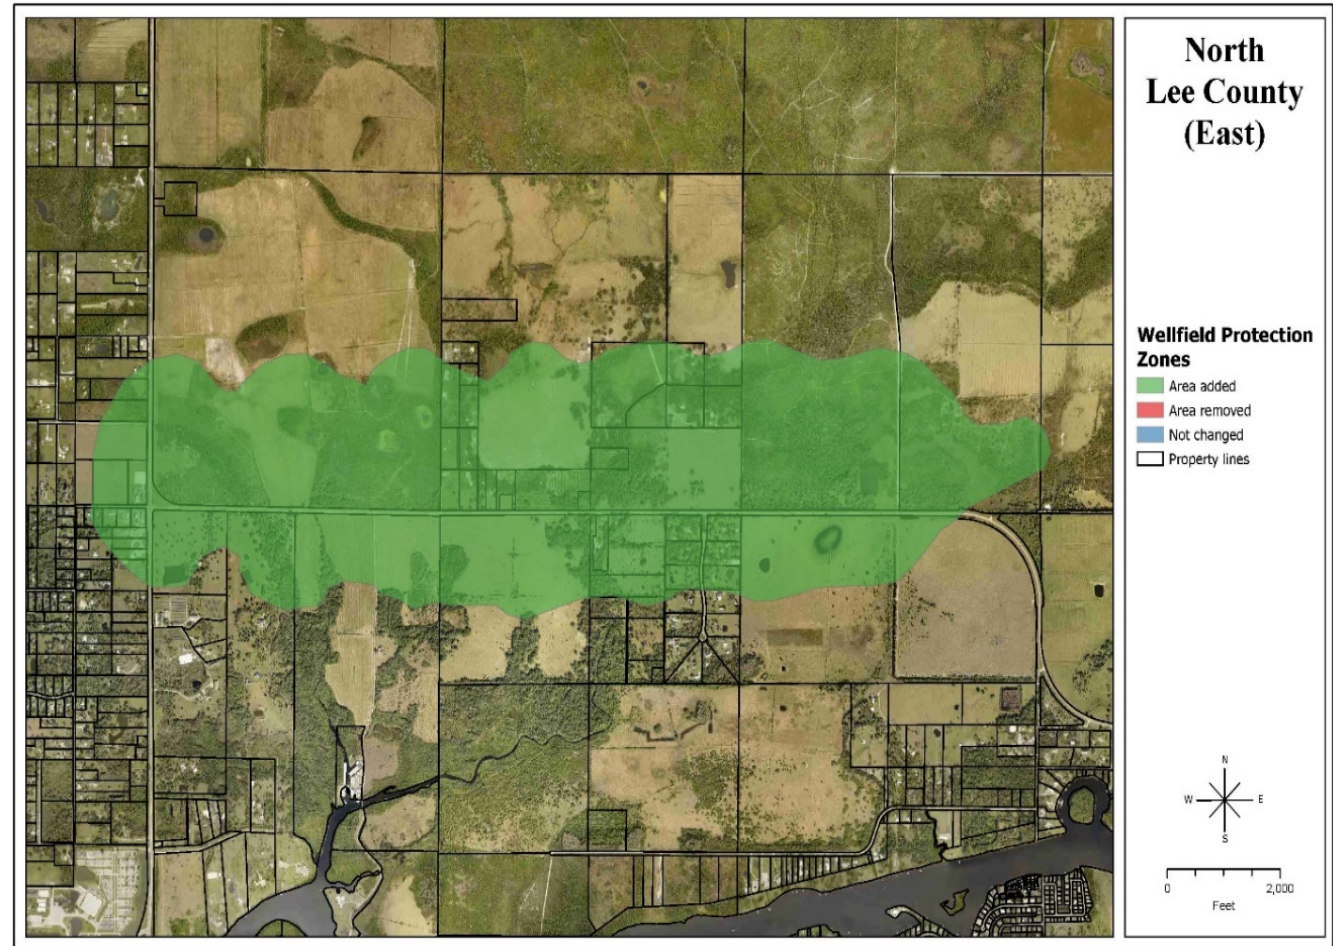 North
Lee County
(East)
Wellfield Protection
Zones
Area added
Area removed
Not changed
Property lines
N
W E
S
0 2,000
Feet